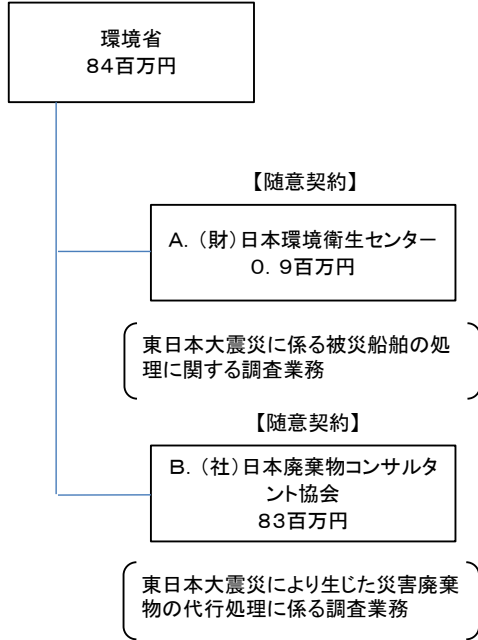 環境省
84百万円
【随意契約】
A. (財)日本環境衛生センター
0. 9百万円
東日本大震災に係る被災船舶の処
理に関する調査業務
【随意契約】
B. (社)日本廃棄物コンサルタ
ント協会
83百万円
東日本大震災により生じた災害廃棄
物の代行処理に係る調査業務